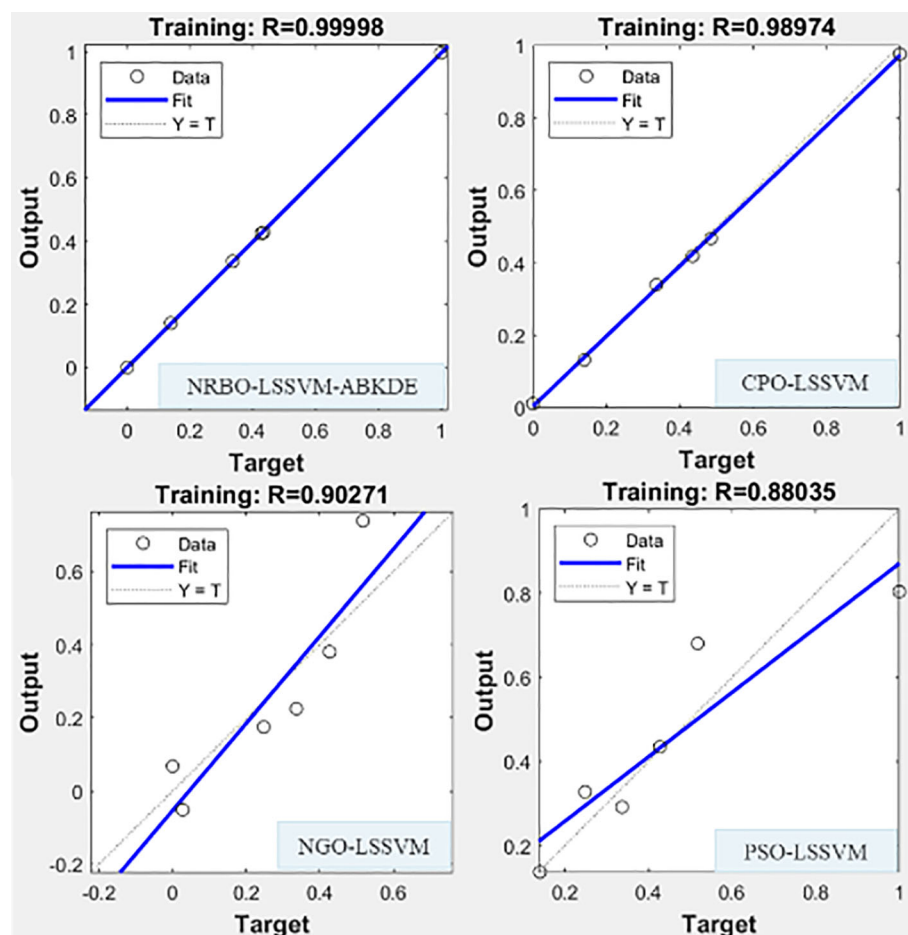 Training: R=0.99998
1
0.8
0.6
0.4
0.2
0
Output
Data
Fit
Y = T
NRBO-LSSVM-ABKDE
0 0.2 0.4 0.6 0.8 1
Target
Training: R=0.98974
1
0.8
0.6
0.4
0.2
0
Output
Data
Fit
Y = T
CPO-LSSVM
0 0.2 0.4 0.6 0.8 1
Target
Training: R=0.90271
0.6
0.4
0.2
0
-0.2
Output
Data
Fit
Y = T
NGO-LSSVM
-0.2 0 0.2 0.4 0.6
Target
Training: R=0.88035
1
0.8
0.6
0.4
0.2
Output
Data
Fit
Y = T
PSO-LSSVM
0.2 0.4 0.6 0.8 1
Target